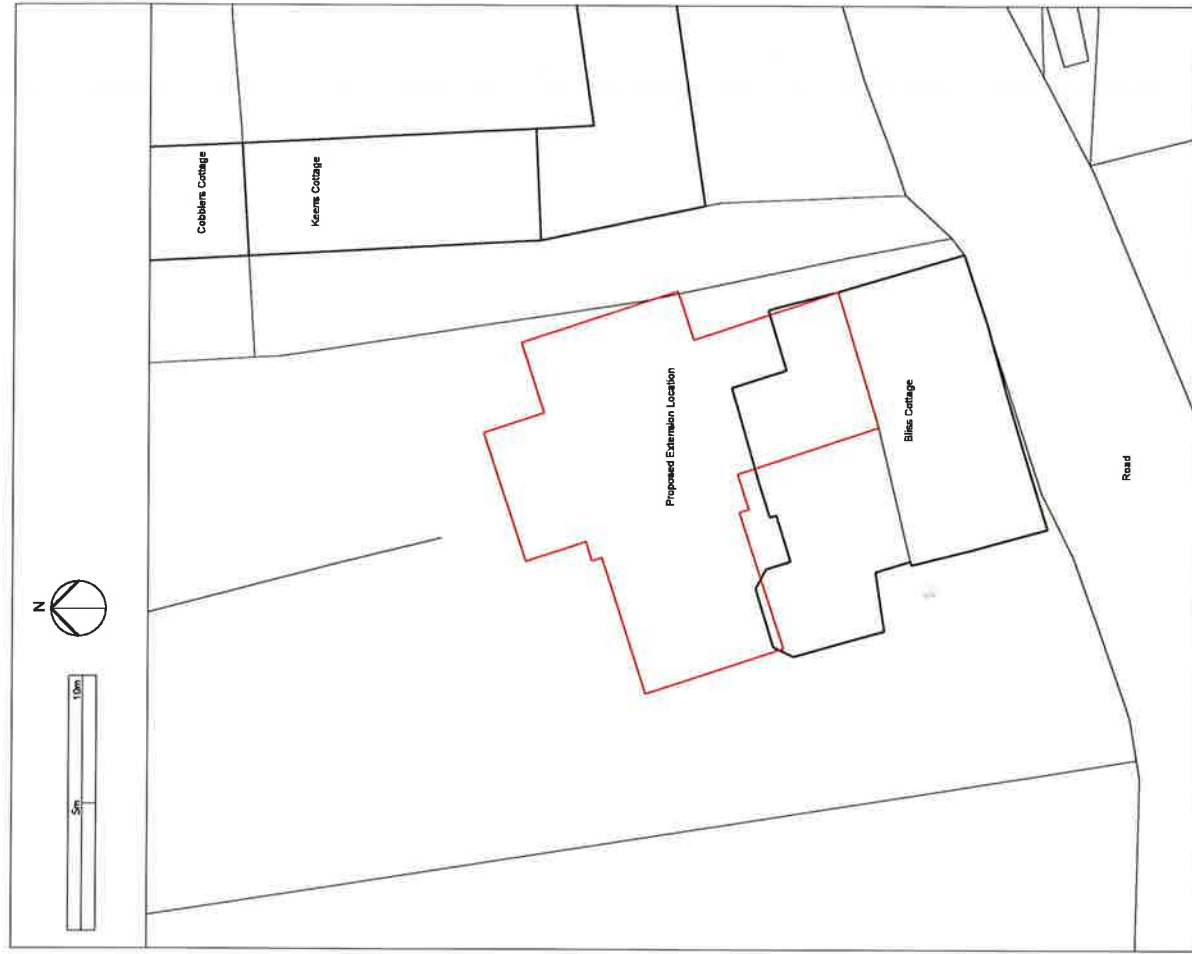 N
5m
10m
Cobblers Cottage
Keens Cottage
Proposed Extension Location
Bliss Cottage
Road